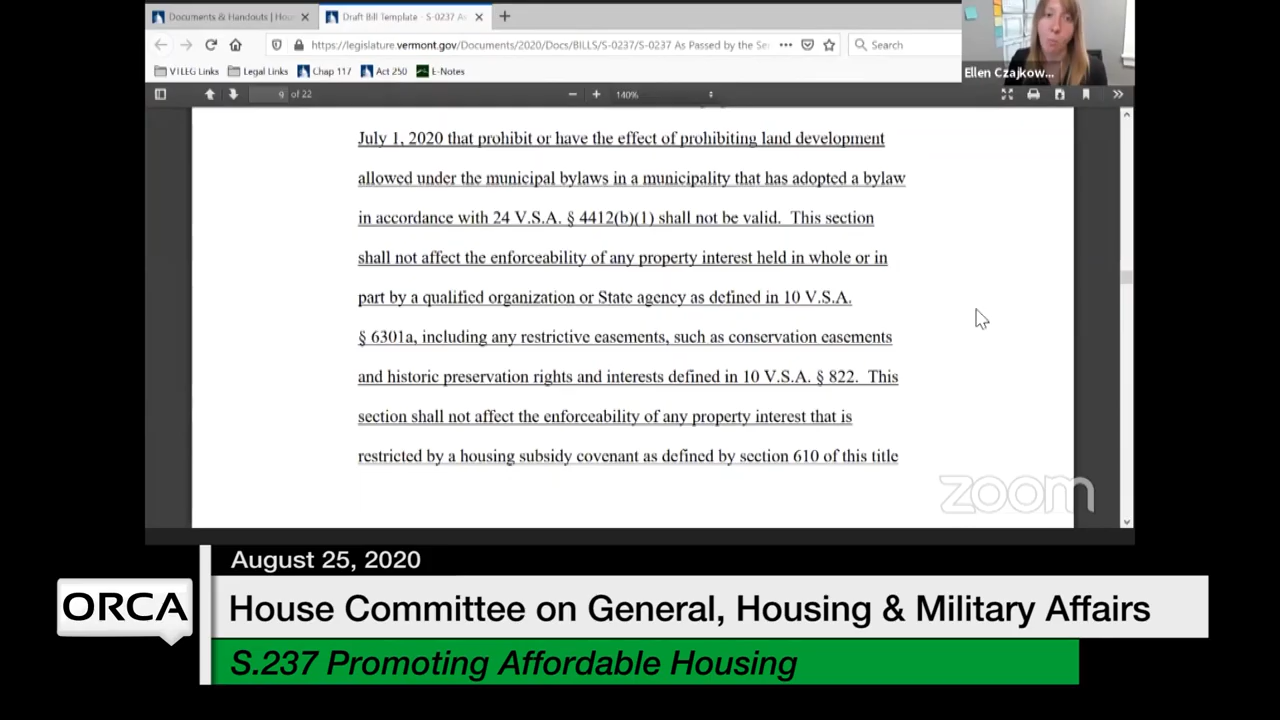 Documents & Handouts | Hou
Draft Bill Template - S-0237 As
https://legislature.vermont.gov/Documents/2020/Docs/BILLS/S-0237/S-0237 As Passed by the Se
Search
VILEG Links
Legal Links
Chap 117
Act 250
E-Notes
9 of 22
140%
Ellen Czajkow...
July 1, 2020 that prohibit or have the effect of prohibiting land development
allowed under the municipal bylaws in a municipality that has adopted a bylaw
in accordance with 24 V.S.A. § 4412(b)(1) shall not be valid. This section
shall not affect the enforceability of any property interest held in whole or in
part by a qualified organization or State agency as defined in 10 V.S.A.
§ 6301a, including any restrictive easements, such as conservation easements
and historic preservation rights and interests defined in 10 V.S.A. § 822. This
section shall not affect the enforceability of any property interest that is
restricted by a housing subsidy covenant as defined by section 610 of this title
zoom
August 25, 2020
ORCA
House Committee on General, Housing & Military Affairs
S.237 Promoting Affordable Housing